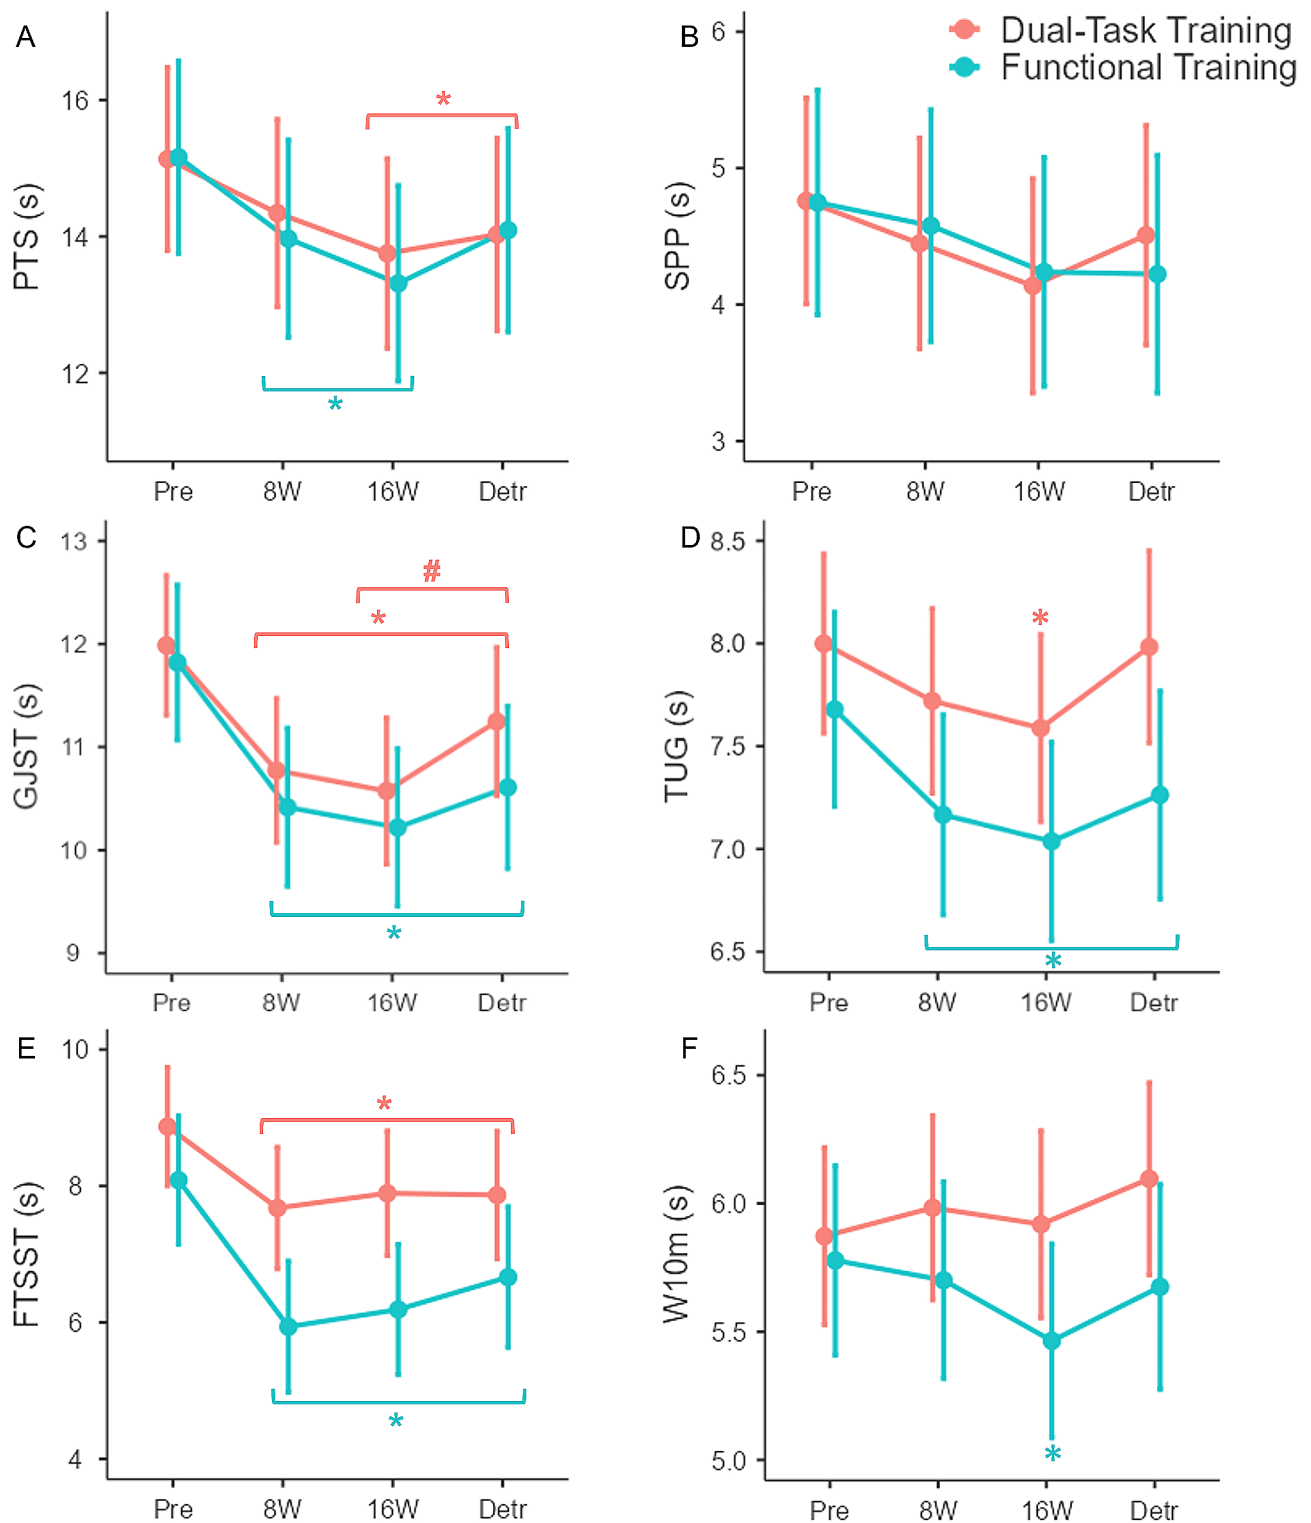 A
PTS (s)
16
14
12
*
*
Pre 8W 16W Detr
B
Dual-Task Training
Functional Training
SPP (s)
6
5
4
3
Pre 8W 16W Detr
C
GJST (s)
13
12
11
10
9
#
*
*
Pre 8W 16W Detr
D
TUG (s)
8.5
8.0
7.5
7.0
6.5
*
*
Pre 8W 16W Detr
E
FTSST (s)
10
8
6
4
*
*
Pre 8W 16W Detr
F
W10m (s)
6.5
6.0
5.5
5.0
*
Pre 8W 16W Detr